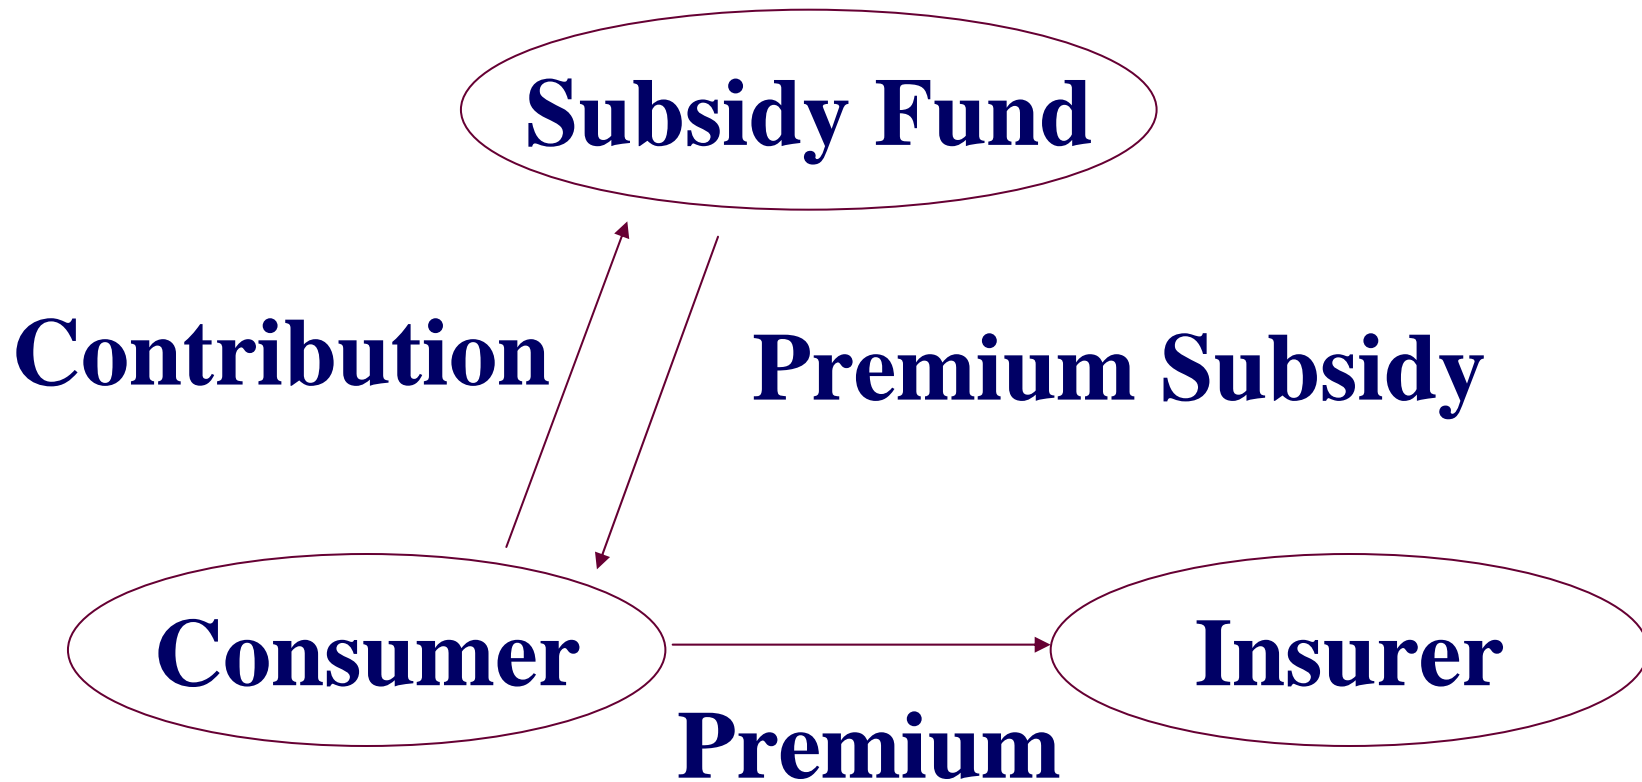 Subsidy Fund
Contribution
Premium Subsidy
Consumer
Insurer
Premium